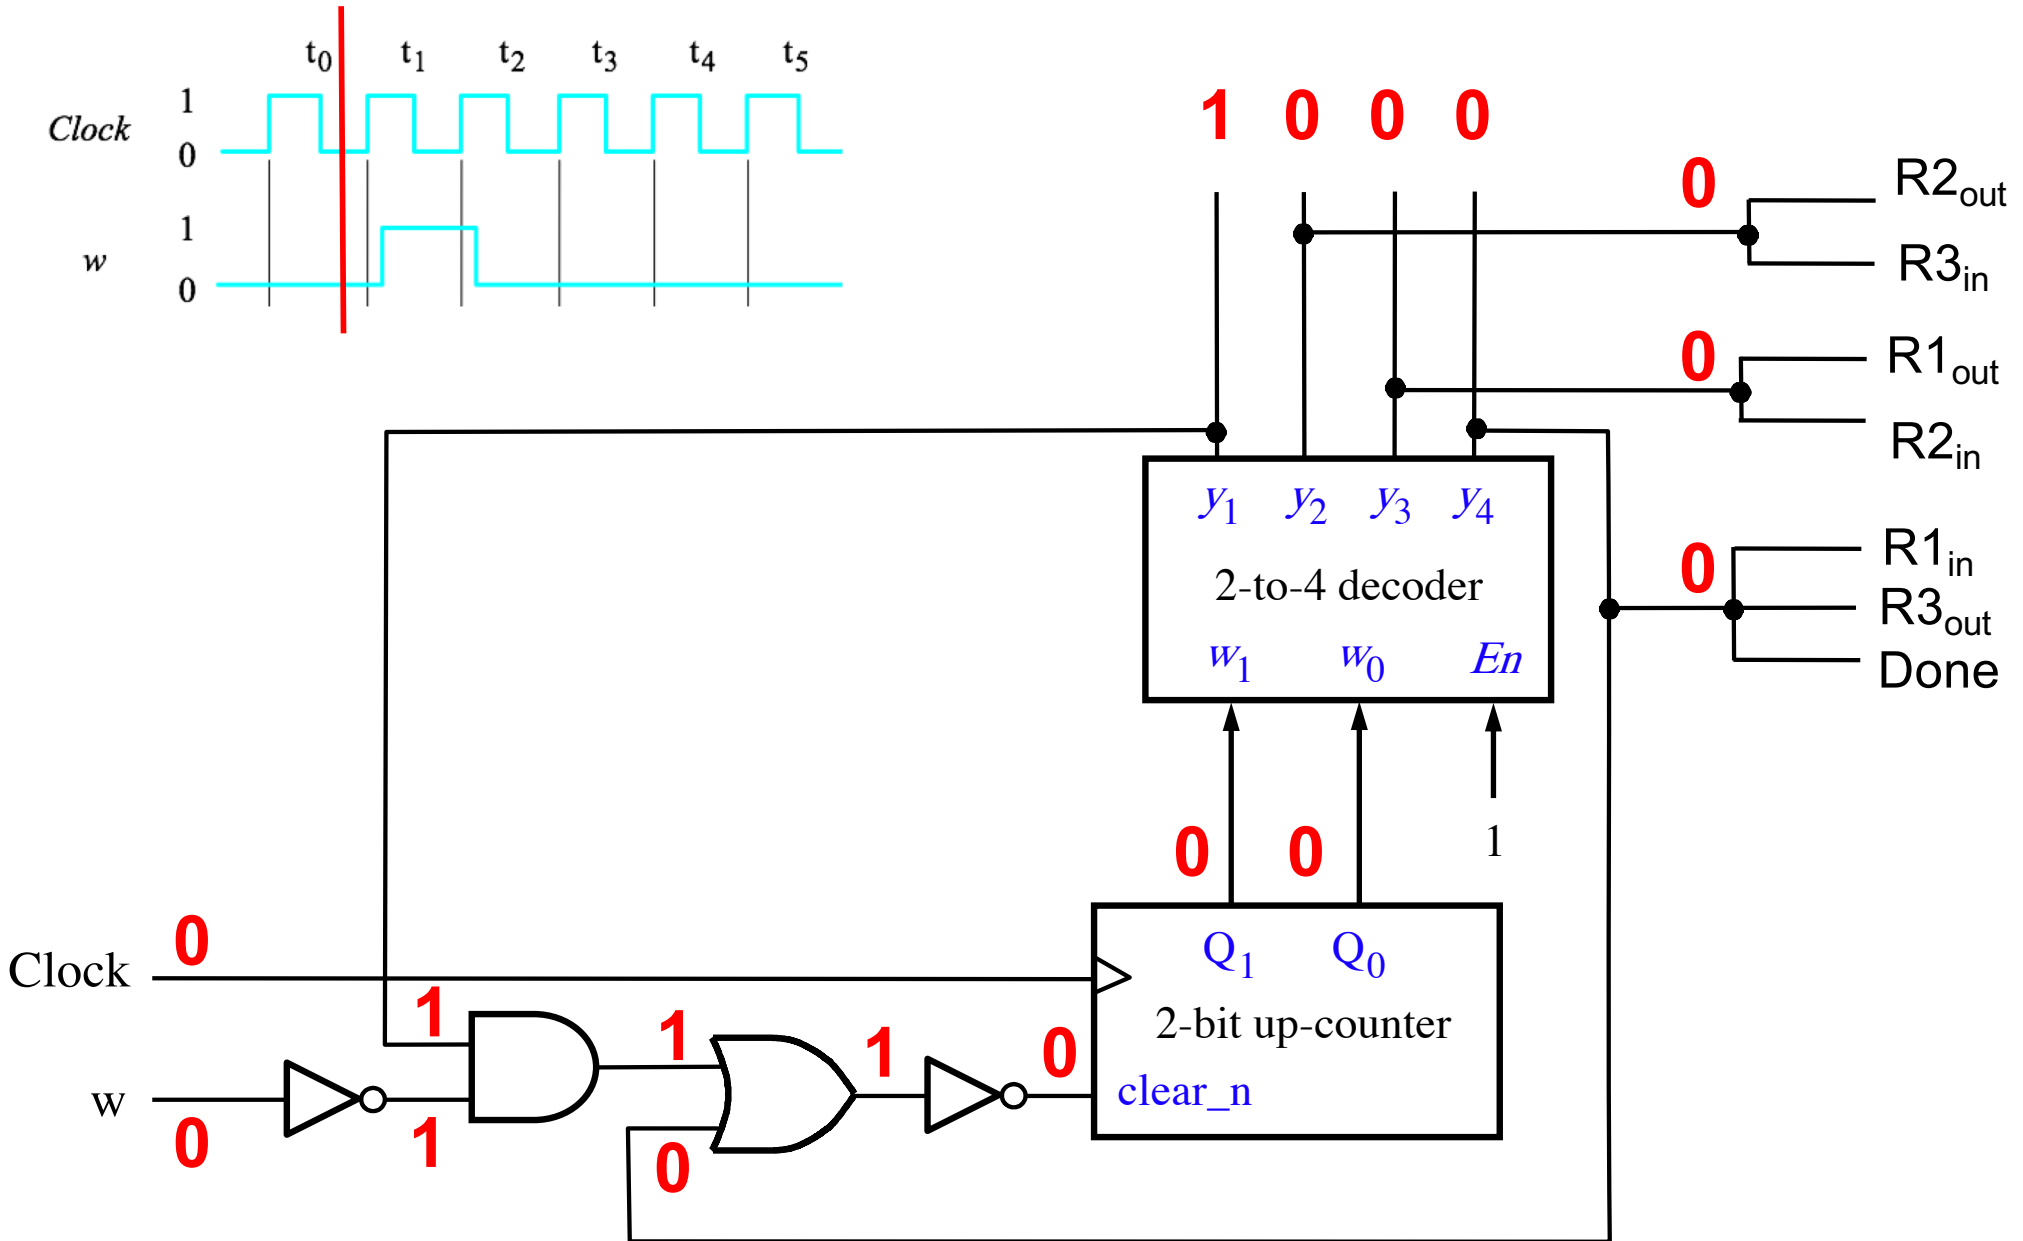 t0 t1 t2 t3 t4 t5
Clock 1
0
w 1
0
1 0 0 0
0 R2out
R3in
0 R1out
R2in
y1 y2 y3 y4
2-to-4 decoder
w1 w0 En
0 R1in
R3out
Done
0 0 1
Clock 0
Q1 Q0
2-bit up-counter
clear_n
1 1 1 0
w 0 1 0